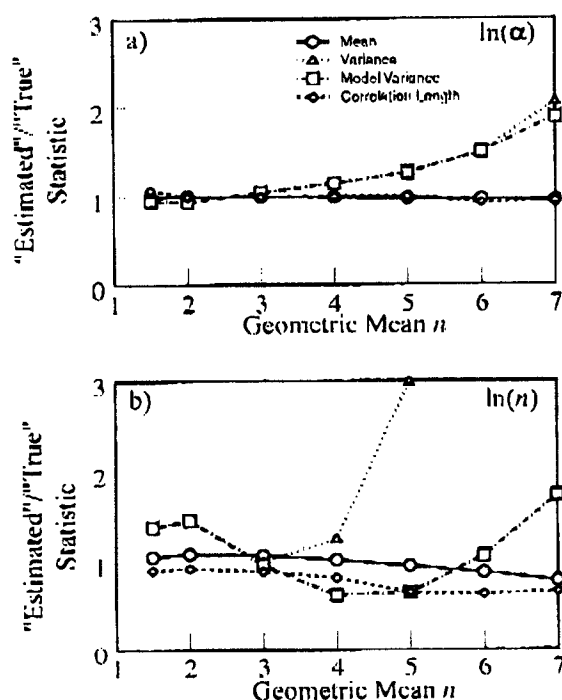 3
a)
ln(α)
Mean
Variance
Model Variance
Correlation Length
2
1
0
"Estimated"/"True"
Statistic
1 2 3 4 5 6 7
Geometric Mean n
3
b)
ln(n)
2
1
0
"Estimated"/"True"
Statistic
1 2 3 4 5 6 7
Geometric Mean n